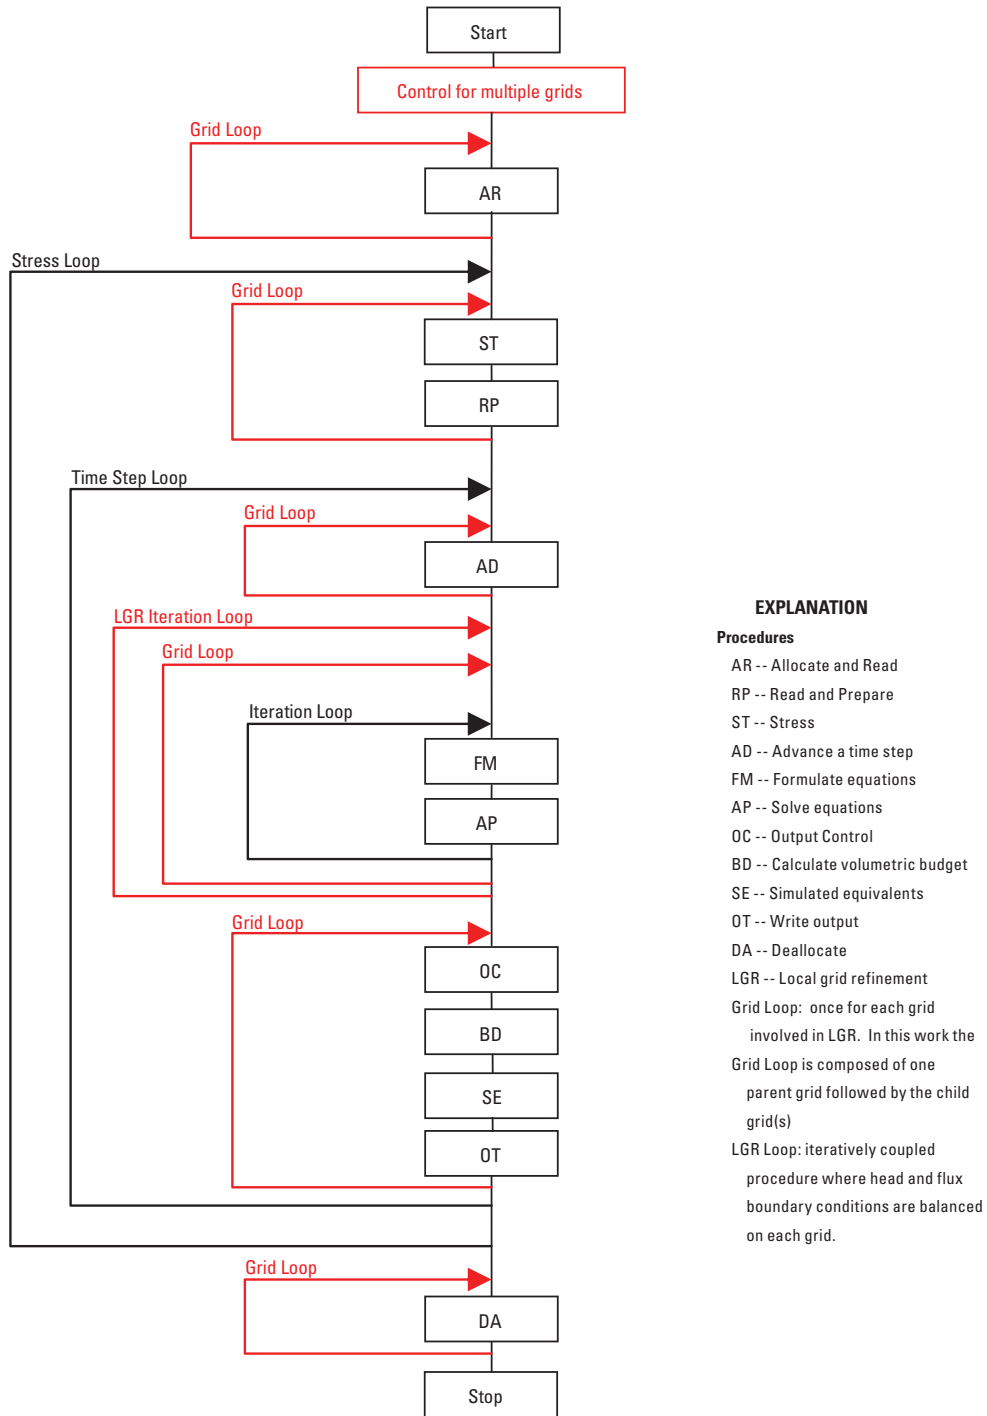 Start
Control for multiple grids
Grid Loop
AR
Stress Loop
Grid Loop
ST
RP
Time Step Loop
Grid Loop
AD
LGR Iteration Loop
Grid Loop
Iteration Loop
FM
AP
Grid Loop
OC
BD
SE
OT
Grid Loop
DA
Stop
EXPLANATION
Procedures
AR -- Allocate and Read
RP -- Read and Prepare
ST -- Stress
AD -- Advance a time step
FM -- Formulate equations
AP -- Solve equations
OC -- Output Control
BD -- Calculate volumetric budget
SE -- Simulated equivalents
OT -- Write output
DA -- Deallocate
LGR -- Local grid refinement
Grid Loop: once for each grid
involved in LGR. In this work the
Grid Loop is composed of one
parent grid followed by the child
grid(s)
LGR Loop: iteratively coupled
procedure where head and flux
boundary conditions are balanced
on each grid.